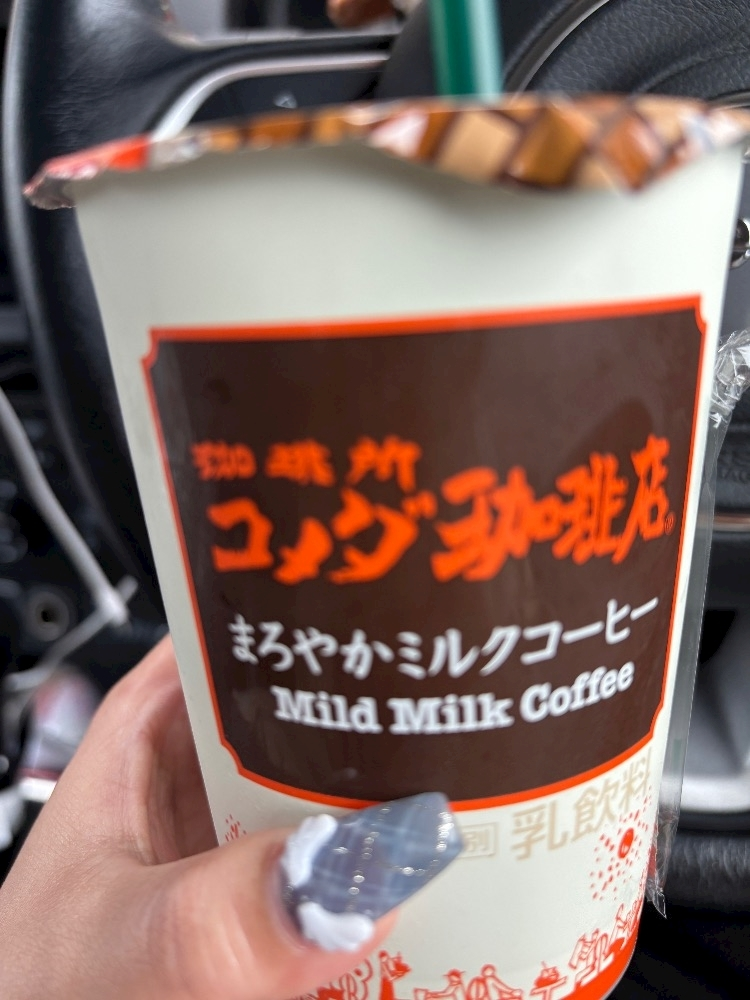 珈琲所
コメダ珈琲店®
まろやかミルクコーヒー
Mild Milk Coffee
乳飲料